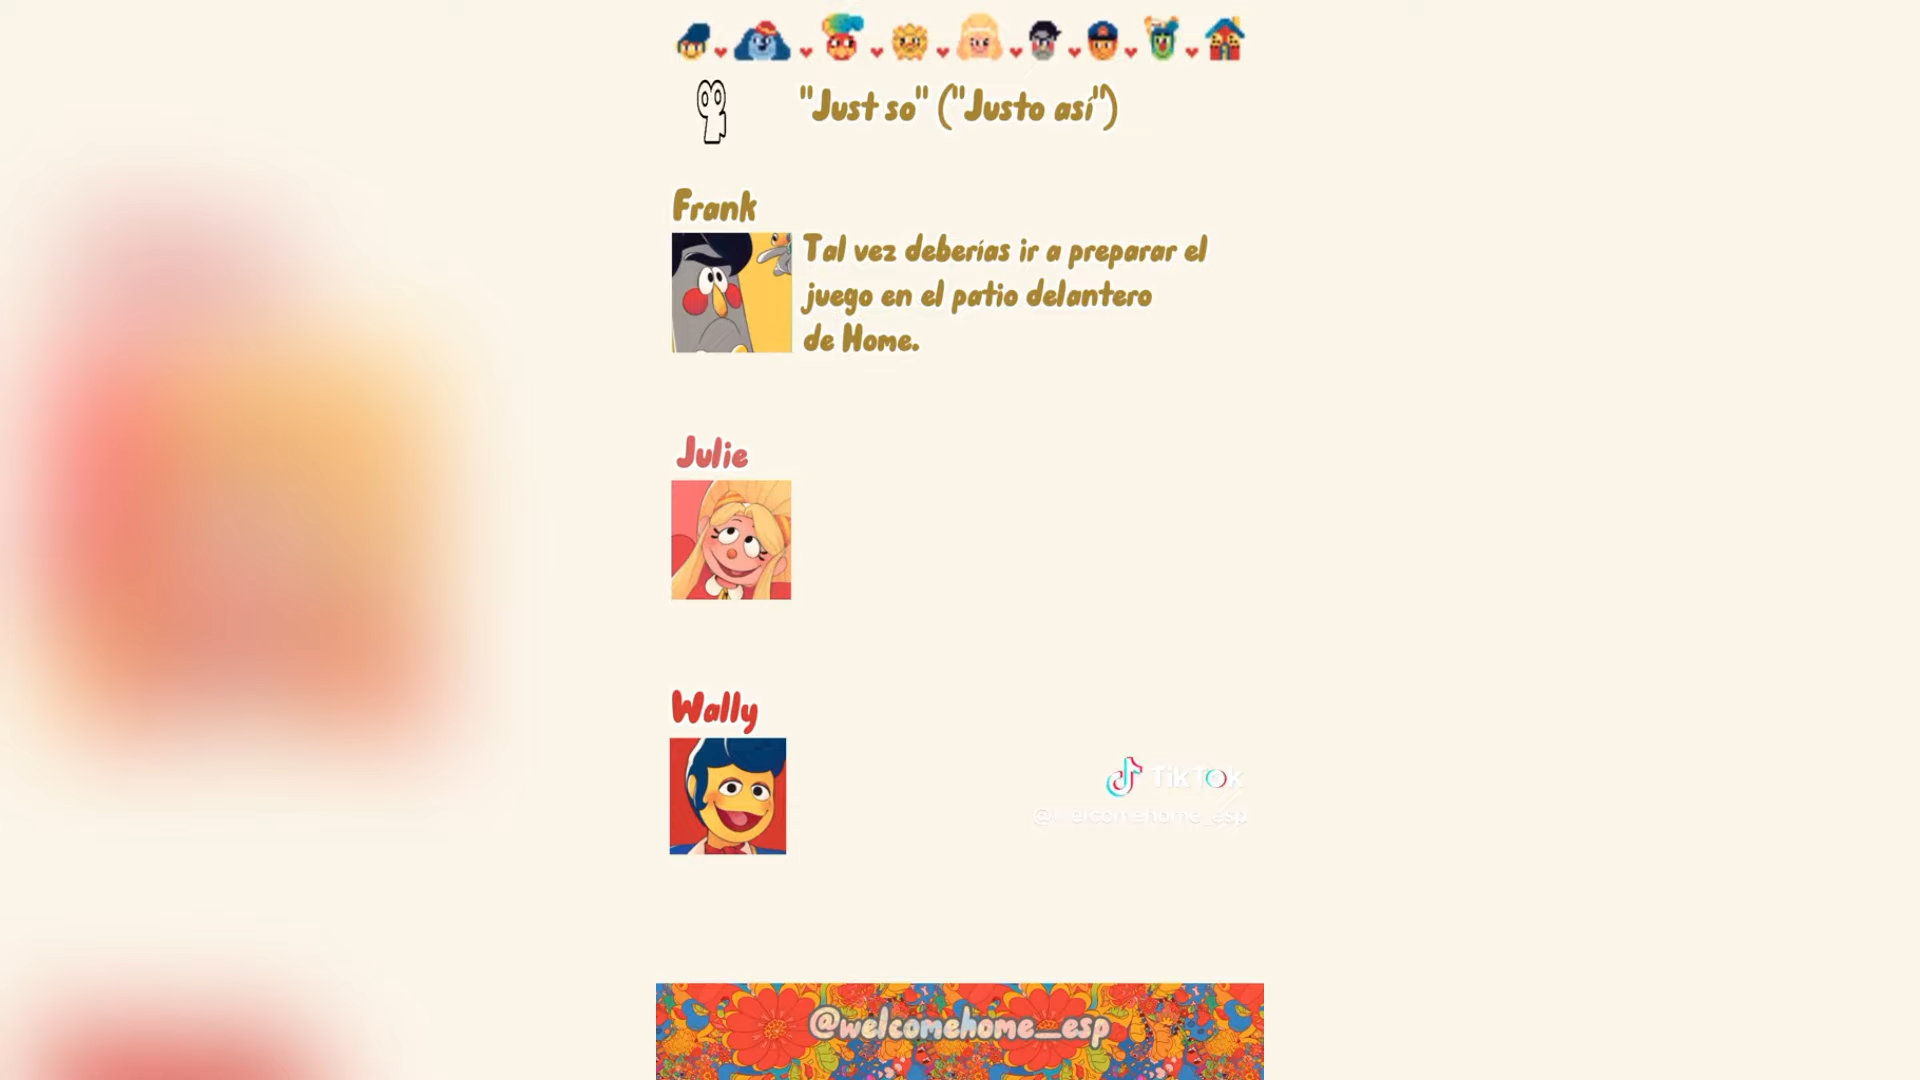 "Just so" ("Justo así")
Frank
Tal vez deberías ir a preparar el
juego en el patio delantero
de Home.
Julie
Wally
TikTok
@welcomehome_esp
@welcomehome_esp